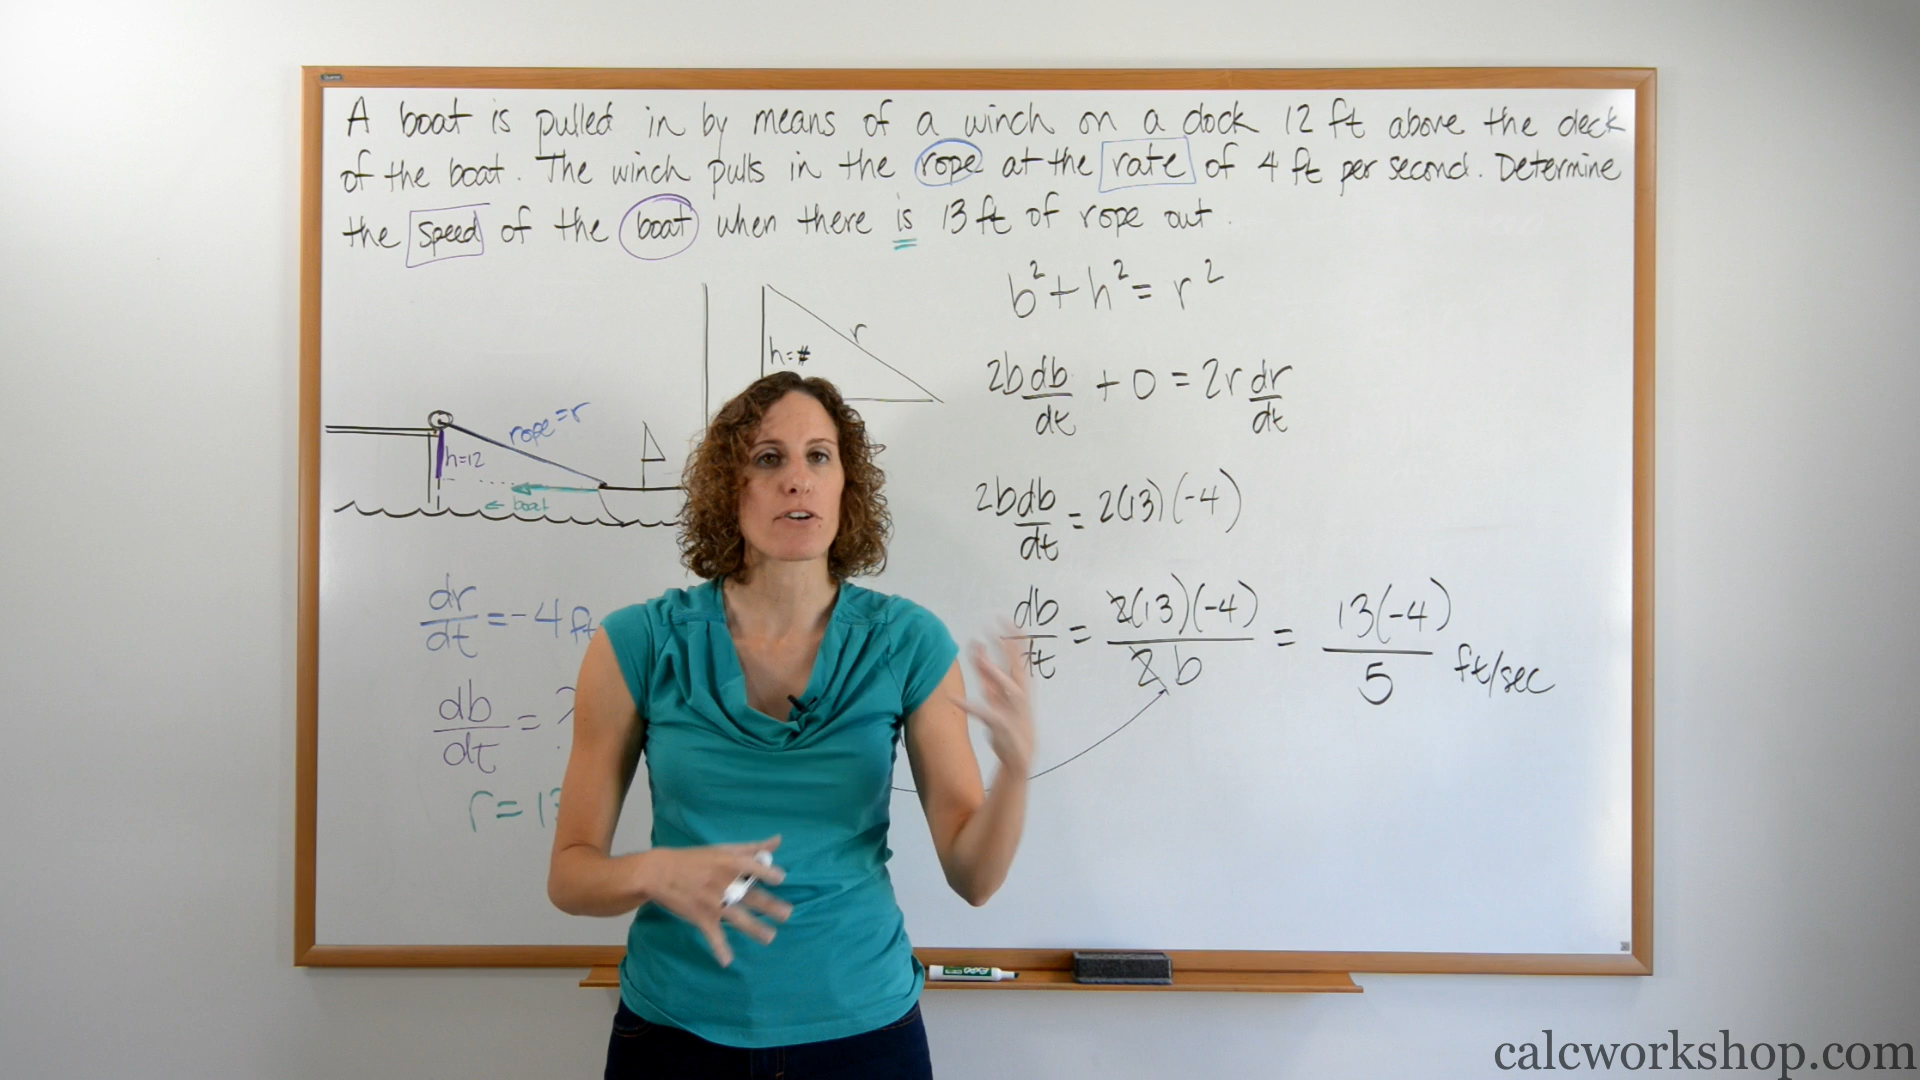 A boat is pulled in by means of a winch on a dock 12 ft above the deck
of the boat. The winch pulls in the rope at the rate of 4 ft per second. Determine
the speed of the boat when there is 13 ft of rope out.
b² + h² = r²
r
h=#
2b db/dt + 0 = 2r dr/dt
rope=r
h=12
← boat
2b db/dt = 2(13)(-4)
dr/dt = -4 ft
db/dt = 2(13)(-4)/2b = 13(-4)/5 ft/sec
db/dt = ?
r = 13
EXPO
calcworkshop.com